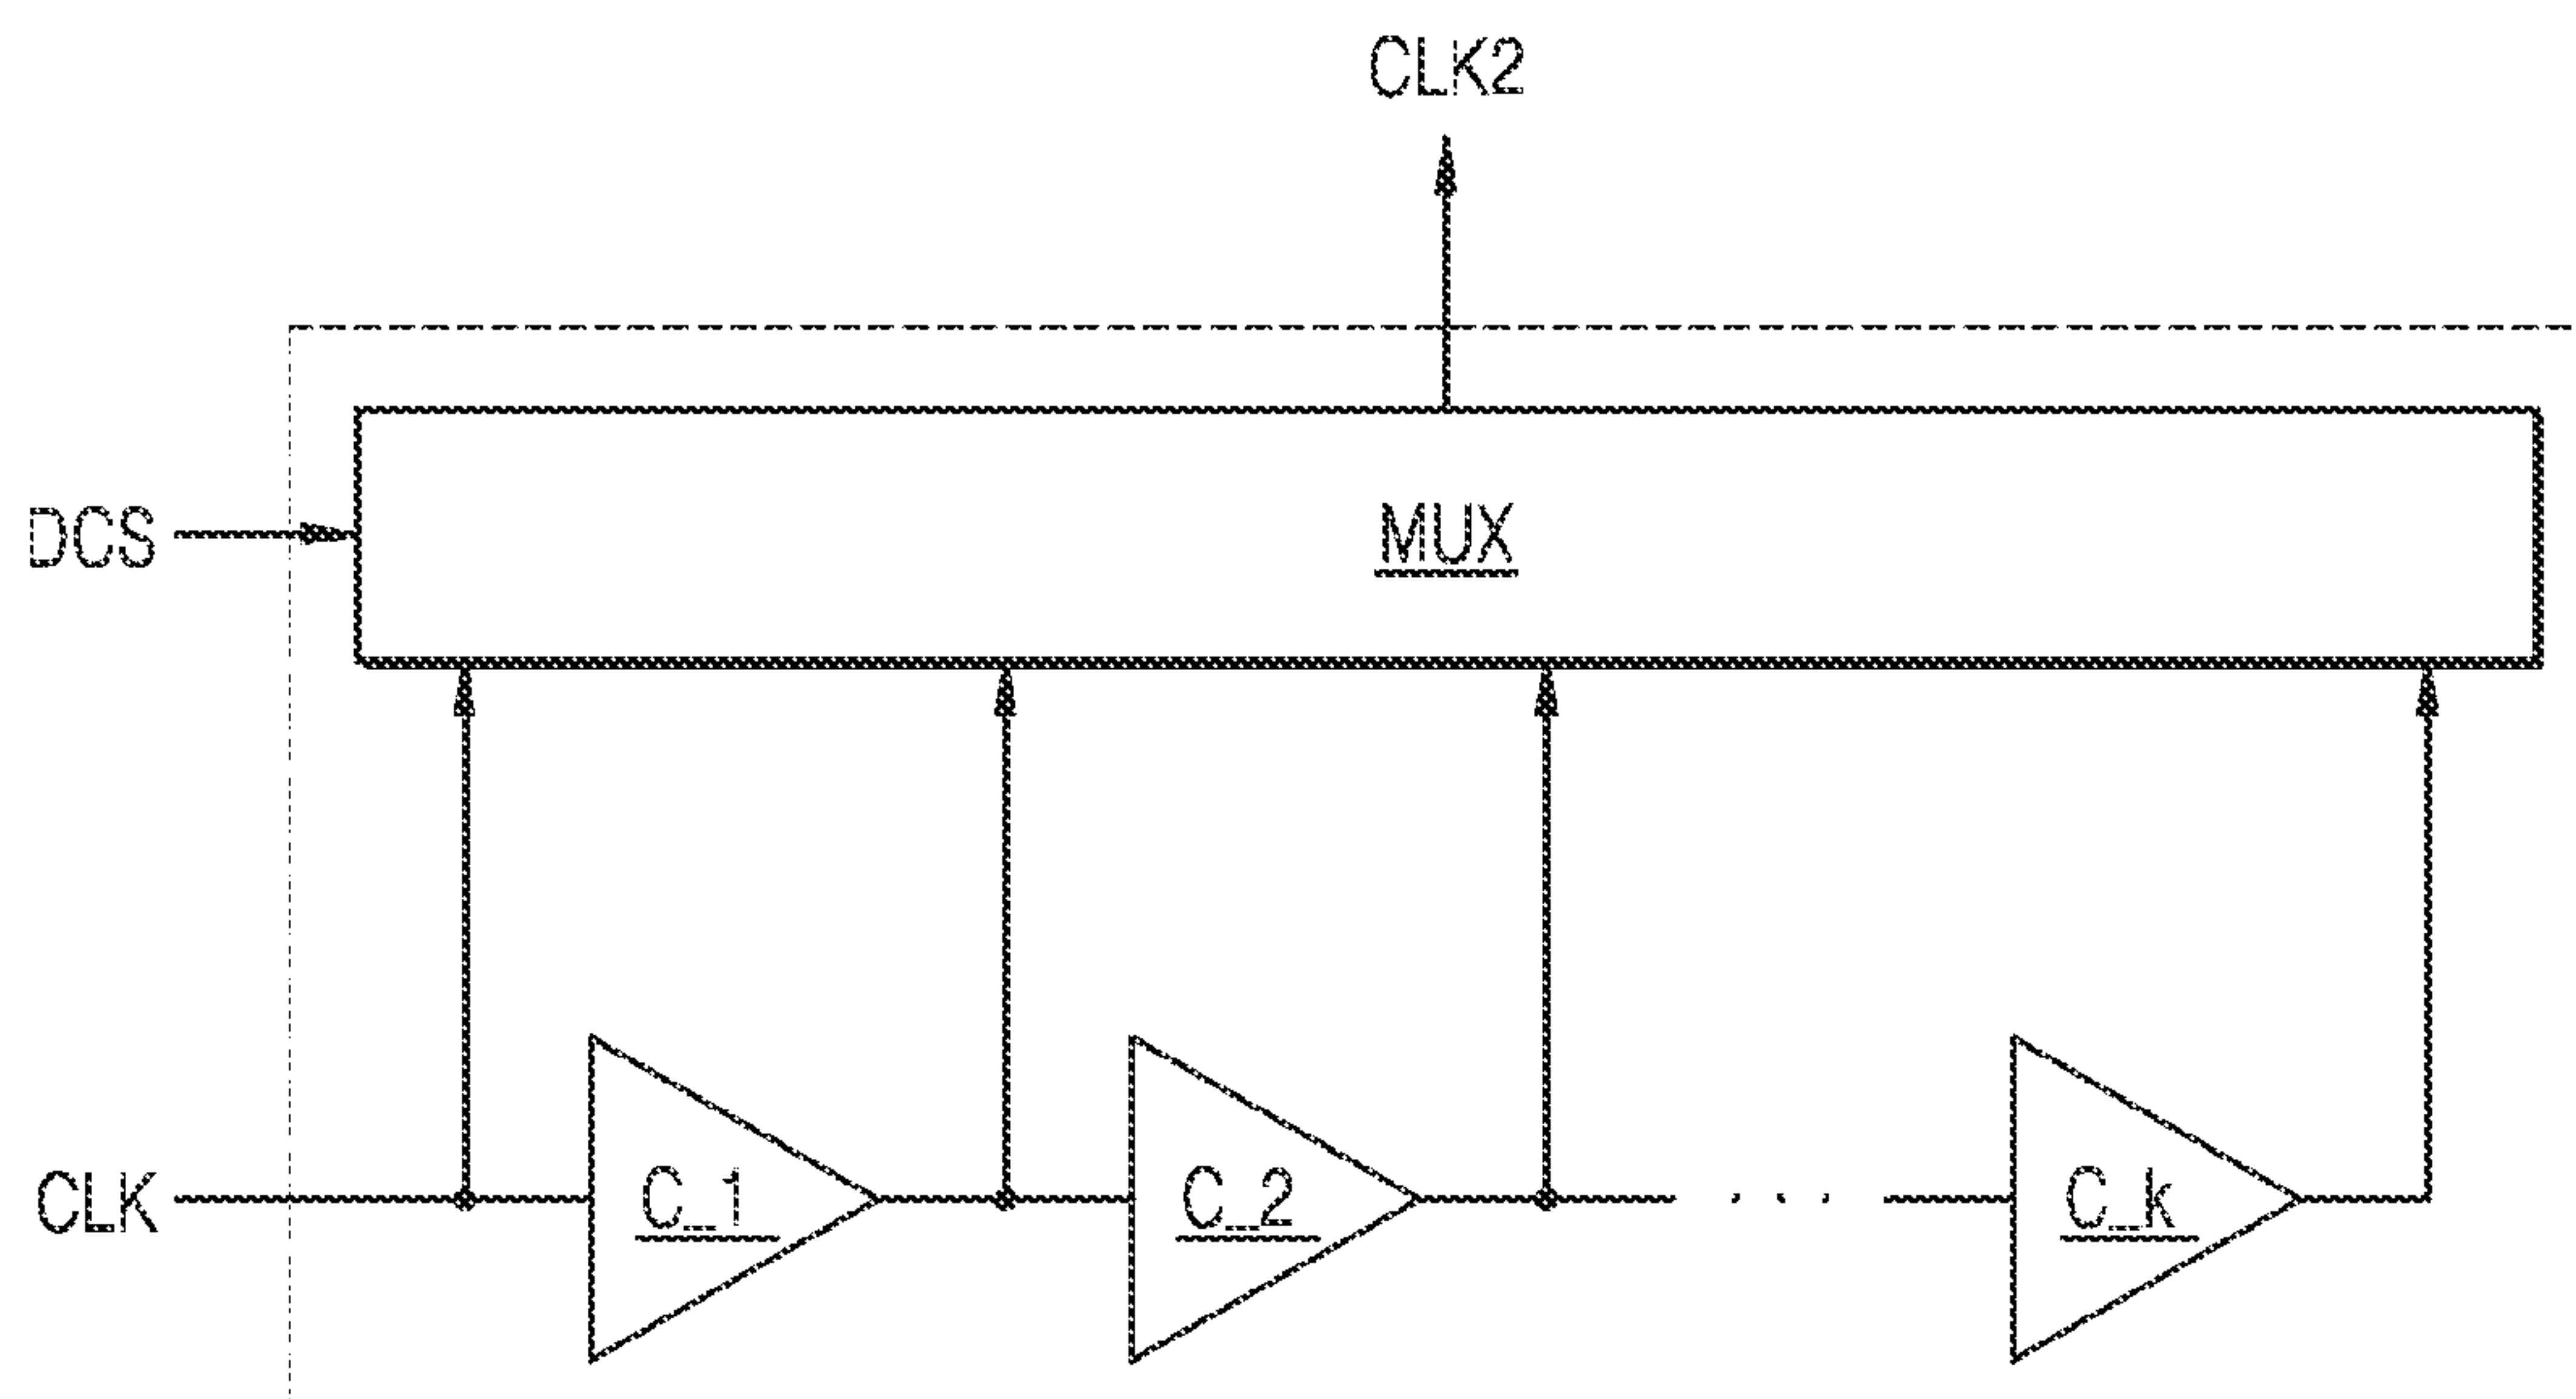 CLK2
DCS
MUX
CLK
C_1
C_2
. . .
C_k